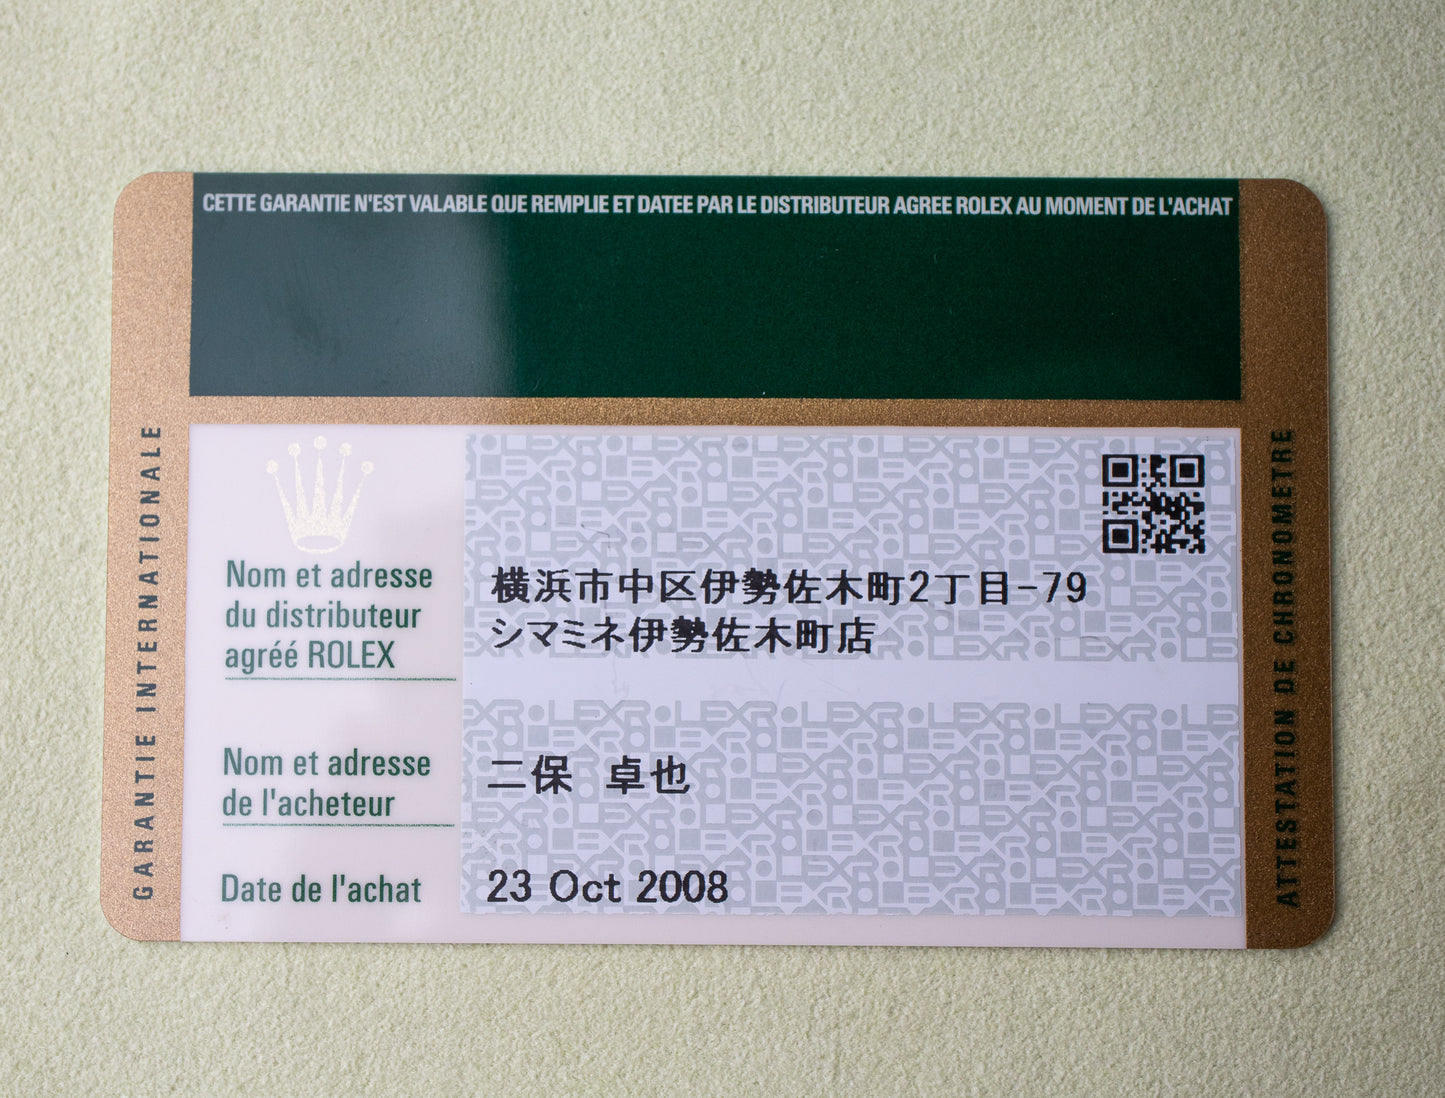 CETTE GARANTIE N'EST VALABLE QUE REMPLIE ET DATEE PAR LE DISTRIBUTEUR AGREE ROLEX AU MOMENT DE L'ACHAT
GARANTIE INTERNATIONALE
Nom et adresse
du distributeur
agréé ROLEX
横浜市中区伊勢佐木町2丁目-79
シマミネ伊勢佐木町店
Nom et adresse
de l'acheteur
二保 卓也
Date de l'achat
23 Oct 2008
ATTESTATION DE CHRONOMETRE